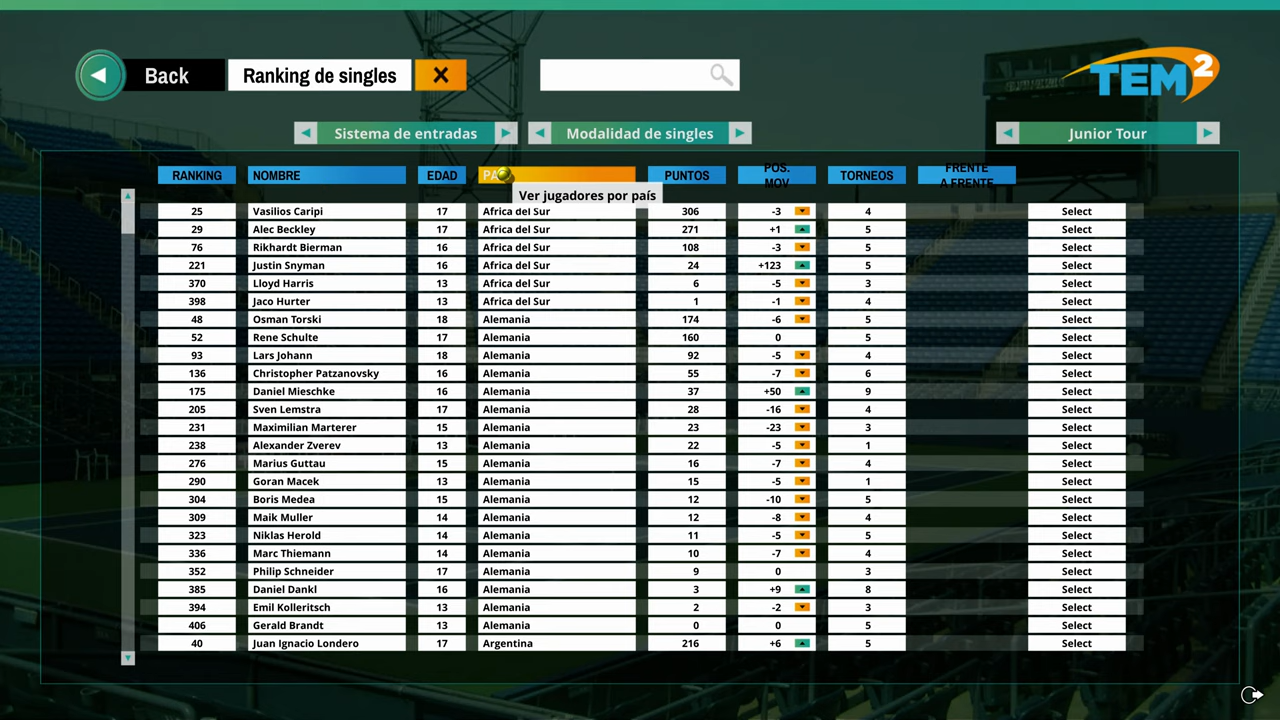 Back
Ranking de singles
TEM2
Sistema de entradas
Modalidad de singles
Junior Tour
RANKING NOMBRE EDAD PUNTOS POS. MOV TORNEOS FRENTE A FRENTE
Ver jugadores por país
25 Vasilios Caripi 17 Africa del Sur 306 -3 4 Select
29 Alec Beckley 17 Africa del Sur 271 +1 5 Select
76 Rikhardt Bierman 16 Africa del Sur 108 -3 5 Select
221 Justin Snyman 16 Africa del Sur 24 +123 5 Select
370 Lloyd Harris 13 Africa del Sur 6 -5 3 Select
398 Jaco Hurter 13 Africa del Sur 1 -1 4 Select
48 Osman Torski 18 Alemania 174 -6 5 Select
52 Rene Schulte 17 Alemania 160 0 5 Select
93 Lars Johann 18 Alemania 92 -5 4 Select
136 Christopher Patzanovsky 16 Alemania 55 -7 6 Select
175 Daniel Mieschke 16 Alemania 37 +50 9 Select
205 Sven Lemstra 17 Alemania 28 -16 4 Select
231 Maximilian Marterer 15 Alemania 23 -23 3 Select
238 Alexander Zverev 13 Alemania 22 -5 1 Select
276 Marius Guttau 15 Alemania 16 -7 4 Select
290 Goran Macek 13 Alemania 15 -5 1 Select
304 Boris Medea 15 Alemania 12 -10 5 Select
309 Maik Muller 14 Alemania 12 -8 4 Select
323 Niklas Herold 14 Alemania 11 -5 5 Select
336 Marc Thiemann 14 Alemania 10 -7 4 Select
352 Philip Schneider 17 Alemania 9 0 3 Select
385 Daniel Dankl 16 Alemania 3 +9 8 Select
394 Emil Kolleritsch 13 Alemania 2 -2 3 Select
406 Gerald Brandt 13 Alemania 0 0 5 Select
40 Juan Ignacio Londero 17 Argentina 216 +6 5 Select